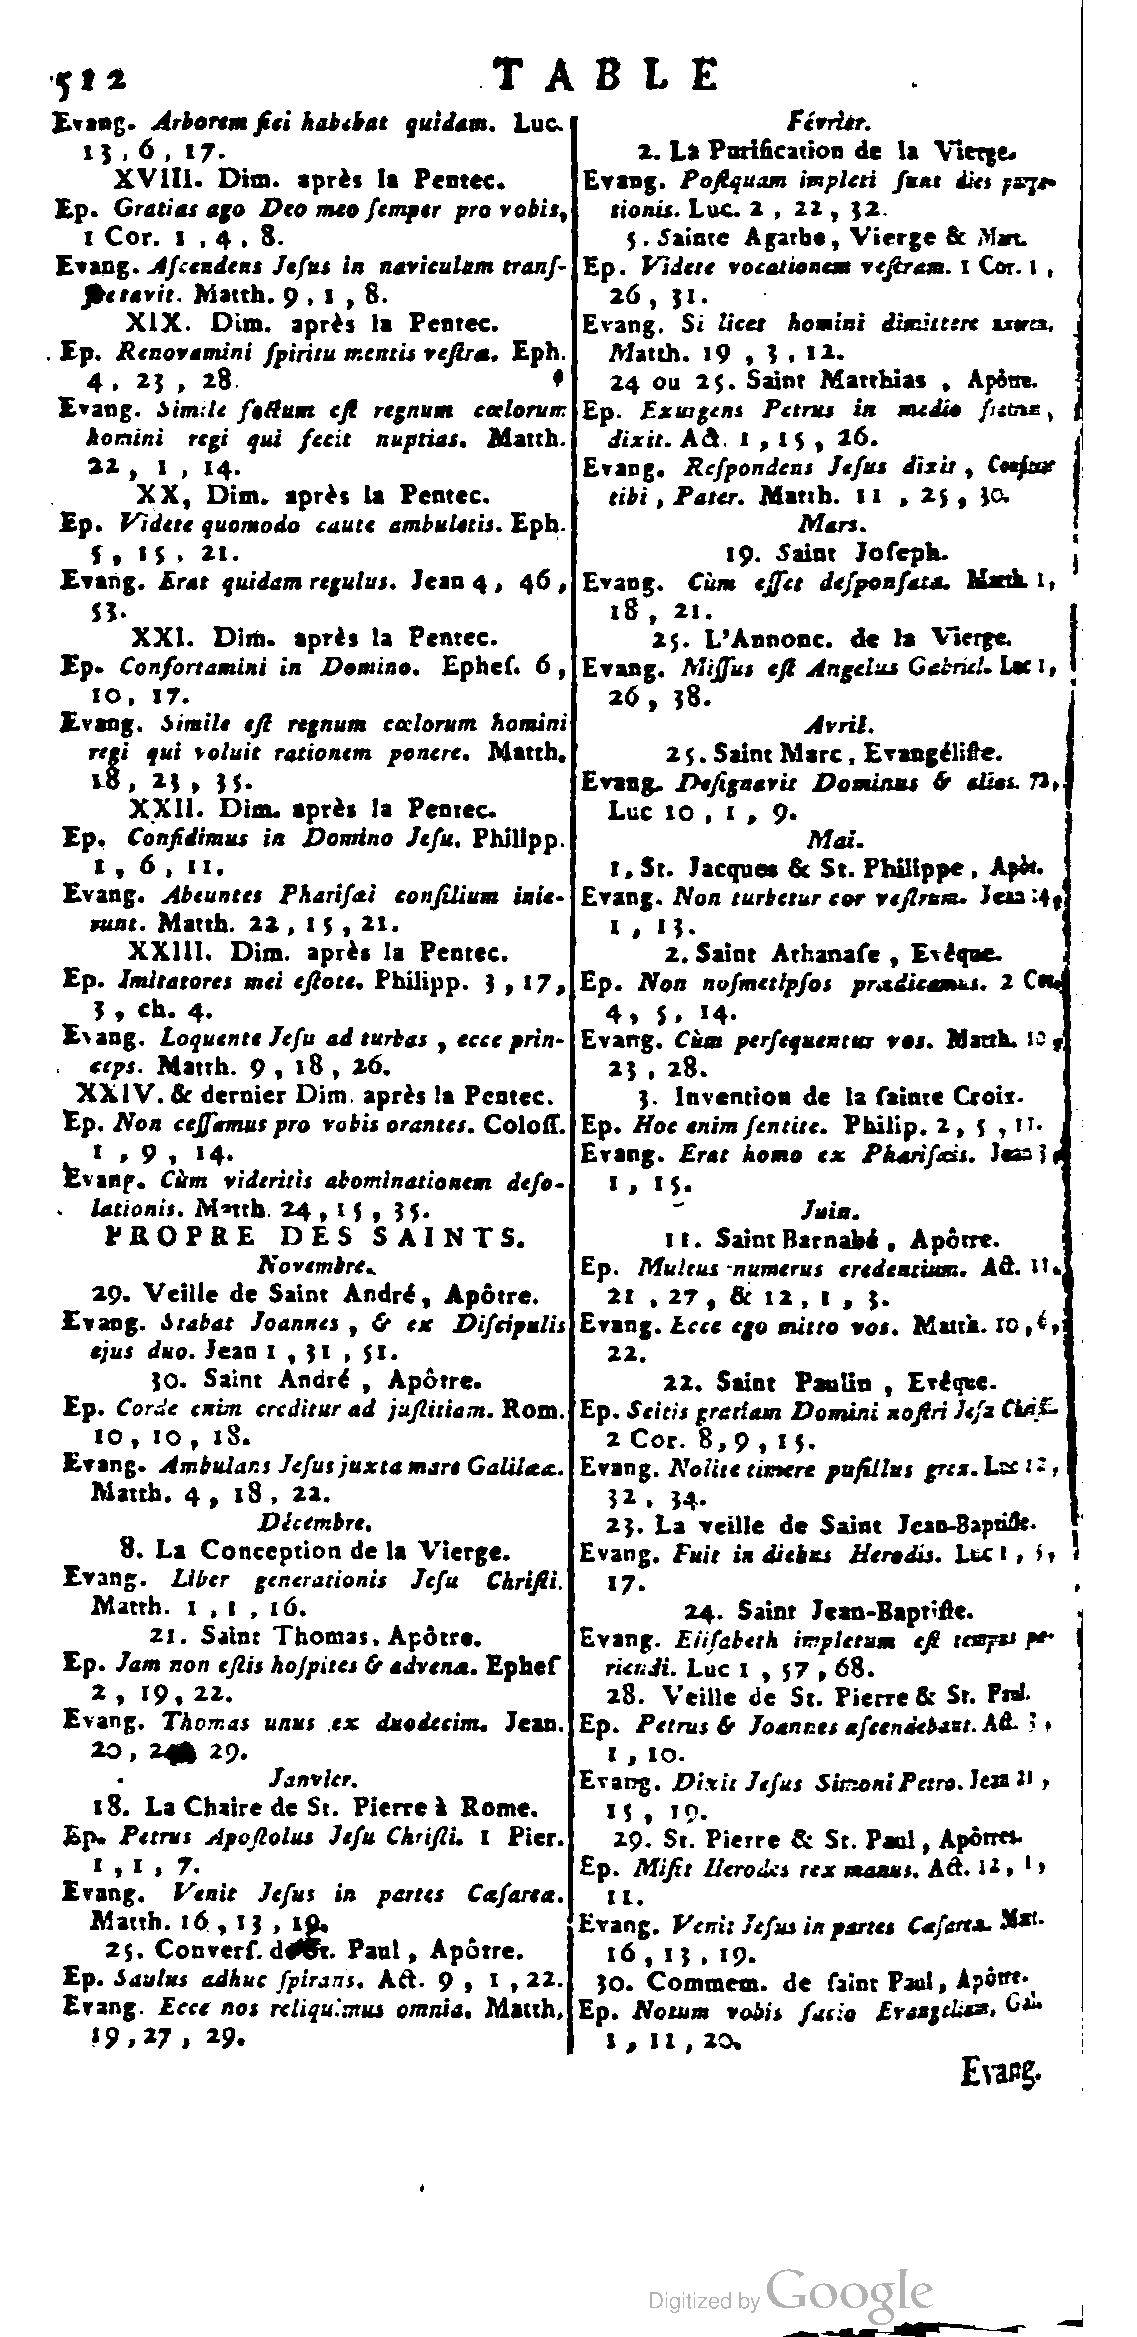 512 TABLE
Evang. Arborem fici habebat quidam. Luc.
13, 6, 17.
XVIII. Dim. après la Pentec.
Ep. Gratias ago Deo meo ſemper pro vobis,
1 Cor. 1, 4, 8.
Evang. Aſcendens Jeſus in naviculam tranſ-
fretavit. Matth. 9, 1, 8.
XIX. Dim. après la Pentec.
Ep. Renovamini ſpiritu mentis veſtræ. Eph.
4, 23, 28.
Evang. Simile factum eſt regnum cœlorum
homini regi qui fecit nuptias. Matth.
22, 1, 14.
XX, Dim. après la Pentec.
Ep. Videte quomodo caute ambuletis. Eph.
5, 15, 21.
Evang. Erat quidam regulus. Jean 4, 46,
53.
XXI. Dim. après la Pentec.
Ep. Confortamini in Domino. Epheſ. 6,
10, 17.
Evang. Simile eſt regnum cœlorum homini
regi qui voluit rationem ponere. Matth.
18, 23, 35.
XXII. Dim. après la Pentec.
Ep. Confidimus in Domino Jeſu. Philipp.
1, 6, 11.
Evang. Abeuntes Phariſæi conſilium inie-
runt. Matth. 22, 15, 21.
XXIII. Dim. après la Pentec.
Ep. Imitatores mei eſtote. Philipp. 3, 17,
3, ch. 4.
Evang. Loquente Jeſu ad turbas, ecce prin-
ceps. Matth. 9, 18, 26.
XXIV. & dernier Dim. après la Pentec.
Ep. Non ceſſamus pro vobis orantes. Coloſſ.
1, 9, 14.
Evang. Cùm videritis abominationem deſo-
lationis. Matth. 24, 15, 35.
PROPRE DES SAINTS.
Novembre.
29. Veille de Saint André, Apôtre.
Evang. Stabat Joannes, & ex Diſcipulis
ejus duo. Jean 1, 31, 51.
30. Saint André, Apôtre.
Ep. Corde enim creditur ad juſtitiam. Rom.
10, 10, 18.
Evang. Ambulans Jeſus juxta mare Galilææ.
Matth. 4, 18, 22.
Décembre.
8. La Conception de la Vierge.
Evang. Liber generationis Jeſu Chriſti.
Matth. 1, 1, 16.
21. Saint Thomas, Apôtre.
Ep. Jam non eſtis hoſpites & advenæ. Epheſ
2, 19, 22.
Evang. Thomas unus ex duodecim. Jean.
20, 29.
Janvier.
18. La Chaire de St. Pierre à Rome.
Ep. Petrus Apoſtolus Jeſu Chriſti. 1 Pier.
1, 1, 7.
Evang. Venit Jeſus in partes Cæſareæ.
Matth. 16, 13, 19.
25. Converſ. de St. Paul, Apôtre.
Ep. Saulus adhuc ſpirans. Act. 9, 1, 22.
Evang. Ecce nos reliquimus omnia. Matth.
19, 27, 29.
Février.
2. La Purification de la Vierge.
Evang. Poſtquam impleti ſunt dies purga-
tionis. Luc. 2, 22, 32.
5. Sainte Agathe, Vierge & Mart.
Ep. Videte vocationem veſtram. 1 Cor. 1,
26, 31.
Evang. Si licet homini dimittere uxorem.
Matth. 19, 3, 12.
24 ou 25. Saint Matthias, Apôtre.
Ep. Exurgens Petrus in medio fratrum,
dixit. Act. 1, 15, 26.
Evang. Reſpondens Jeſus dixit, Confiteor
tibi, Pater. Matth. 11, 25, 30.
Mars.
19. Saint Joſeph.
Evang. Cùm eſſet deſponſata. Matth. 1,
18, 21.
25. L'Annonc. de la Vierge.
Evang. Miſſus eſt Angelus Gabriel. Luc 1,
26, 38.
Avril.
25. Saint Marc, Evangéliſte.
Evang. Deſignavit Dominus & alios. 72,
Luc 10, 1, 9.
Mai.
1, St. Jacques & St. Philippe, Apôt.
Evang. Non turbetur cor veſtrum. Jean 14,
1, 13.
2. Saint Athanaſe, Evêque.
Ep. Non noſmetipſos prædicamus. 2 Cor.
4, 5, 14.
Evang. Cùm perſequentur vos. Matth. 10,
23, 28.
3. Invention de la ſainte Croix.
Ep. Hoc enim ſentite. Philip. 2, 5, 11.
Evang. Erat homo ex Phariſæis. Jean 3
1, 15.
Juin.
11. Saint Barnabé, Apôtre.
Ep. Multus numerus credentium. Act. 11.
21, 27, & 12, 1, 3.
Evang. Ecce ego mitto vos. Matth. 10, 6,
22.
22. Saint Paulin, Evêque.
Ep. Scitis gratiam Domini noſtri Jeſu Chriſt.
2 Cor. 8, 9, 15.
Evang. Nolite timere puſillus grex. Luc 12,
32, 34.
23. La veille de Saint Jean-Baptiſte.
Evang. Fuit in diebus Herodis. Luc 1, 5,
17.
24. Saint Jean-Baptiſte.
Evang. Eliſabeth impletum eſt tempus pa-
riendi. Luc 1, 57, 68.
28. Veille de St. Pierre & St. Paul.
Ep. Petrus & Joannes aſcendebant. Act. 3,
1, 10.
Evang. Dixit Jeſus Simoni Petro. Jean 21,
15, 19.
29. St. Pierre & St. Paul, Apôtres.
Ep. Miſit Herodes rex manus. Act. 12, 1,
11.
Evang. Venit Jeſus in partes Cæſareæ. Mat.
16, 13, 19.
30. Commem. de ſaint Paul, Apôtre.
Ep. Notum vobis facio Evangelium, Gal.
1, 11, 20.
Evang.
Digitized by Google